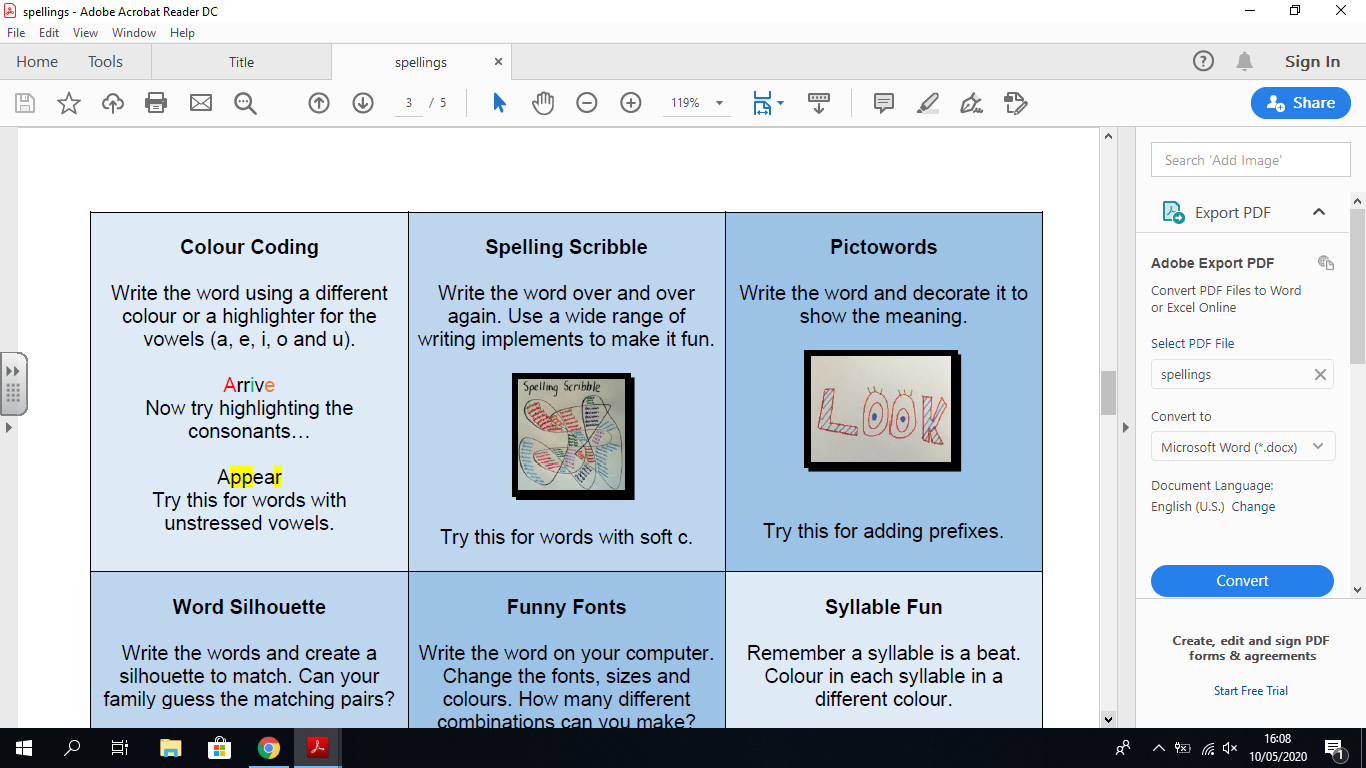 spellings - Adobe Acrobat Reader DC
File Edit View Window Help
Home Tools Title spellings ×
3 / 5 119% Share
? Sign In
Search 'Add Image'
Export PDF
Adobe Export PDF
Convert PDF Files to Word
or Excel Online
Select PDF File
spellings
Convert to
Microsoft Word (*.docx)
Document Language:
English (U.S.) Change
Convert
Create, edit and sign PDF
forms & agreements
Start Free Trial
Colour Coding
Write the word using a different
colour or a highlighter for the
vowels (a, e, i, o and u).
Arrive
Now try highlighting the
consonants…
Appear
Try this for words with
unstressed vowels.
Spelling Scribble
Write the word over and over
again. Use a wide range of
writing implements to make it fun.
Spelling Scribble
Try this for words with soft c.
Pictowords
Write the word and decorate it to
show the meaning.
LOOK
Try this for adding prefixes.
Word Silhouette
Write the words and create a
silhouette to match. Can your
family guess the matching pairs?
Funny Fonts
Write the word on your computer.
Change the fonts, sizes and
colours. How many different
combinations can you make?
Syllable Fun
Remember a syllable is a beat.
Colour in each syllable in a
different colour.
16:08
10/05/2020
1